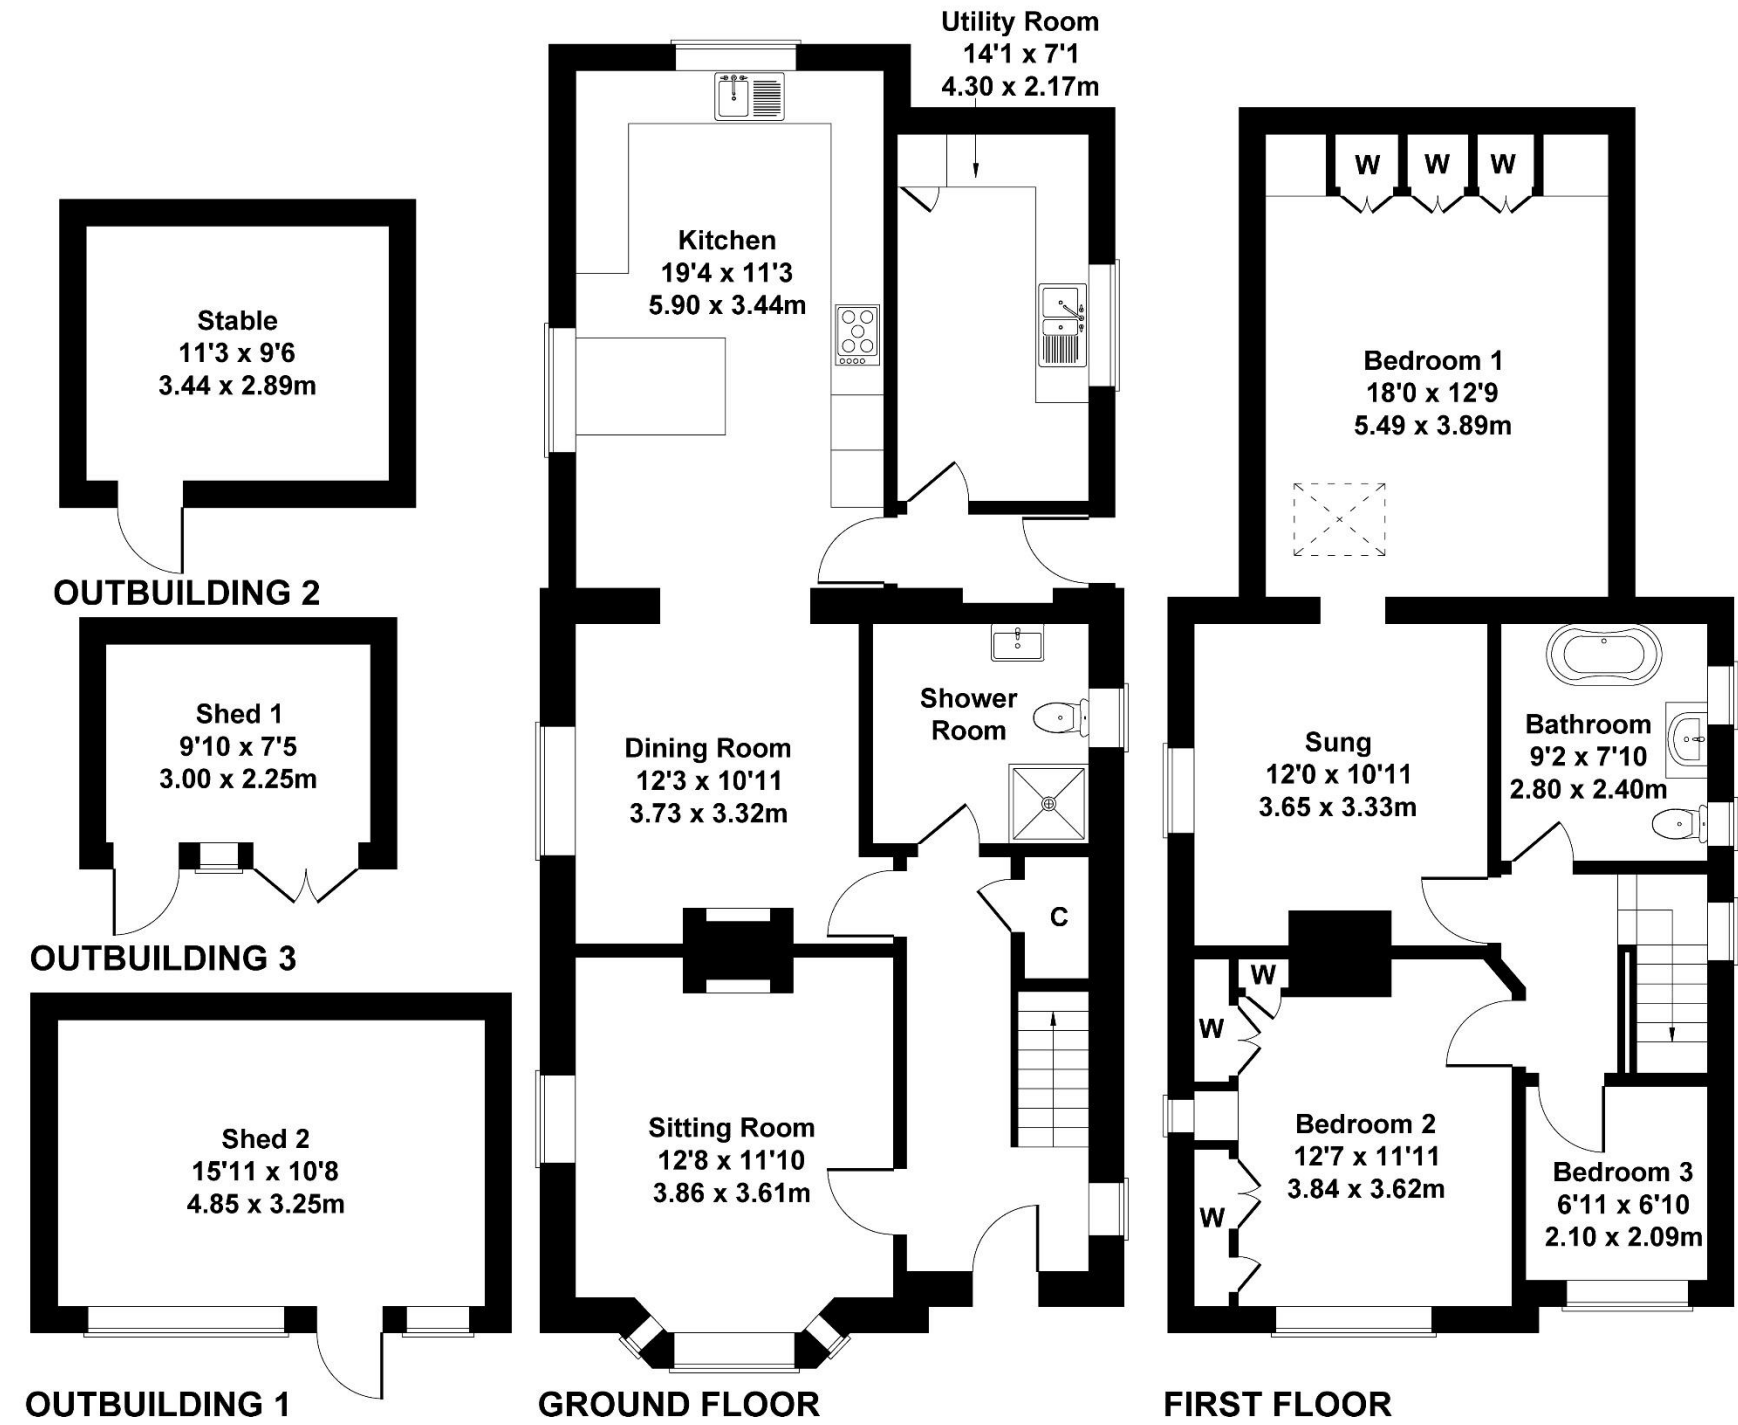 Utility Room
14'1 x 7'1
4.30 x 2.17m
Kitchen
19'4 x 11'3
5.90 x 3.44m
Dining Room
12'3 x 10'11
3.73 x 3.32m
Shower
Room
C
Sitting Room
12'8 x 11'10
3.86 x 3.61m
GROUND FLOOR
W
W
W
Bedroom 1
18'0 x 12'9
5.49 x 3.89m
Sung
12'0 x 10'11
3.65 x 3.33m
Bathroom
9'2 x 7'10
2.80 x 2.40m
W
W
W
Bedroom 2
12'7 x 11'11
3.84 x 3.62m
Bedroom 3
6'11 x 6'10
2.10 x 2.09m
FIRST FLOOR
Stable
11'3 x 9'6
3.44 x 2.89m
OUTBUILDING 2
Shed 1
9'10 x 7'5
3.00 x 2.25m
OUTBUILDING 3
Shed 2
15'11 x 10'8
4.85 x 3.25m
OUTBUILDING 1